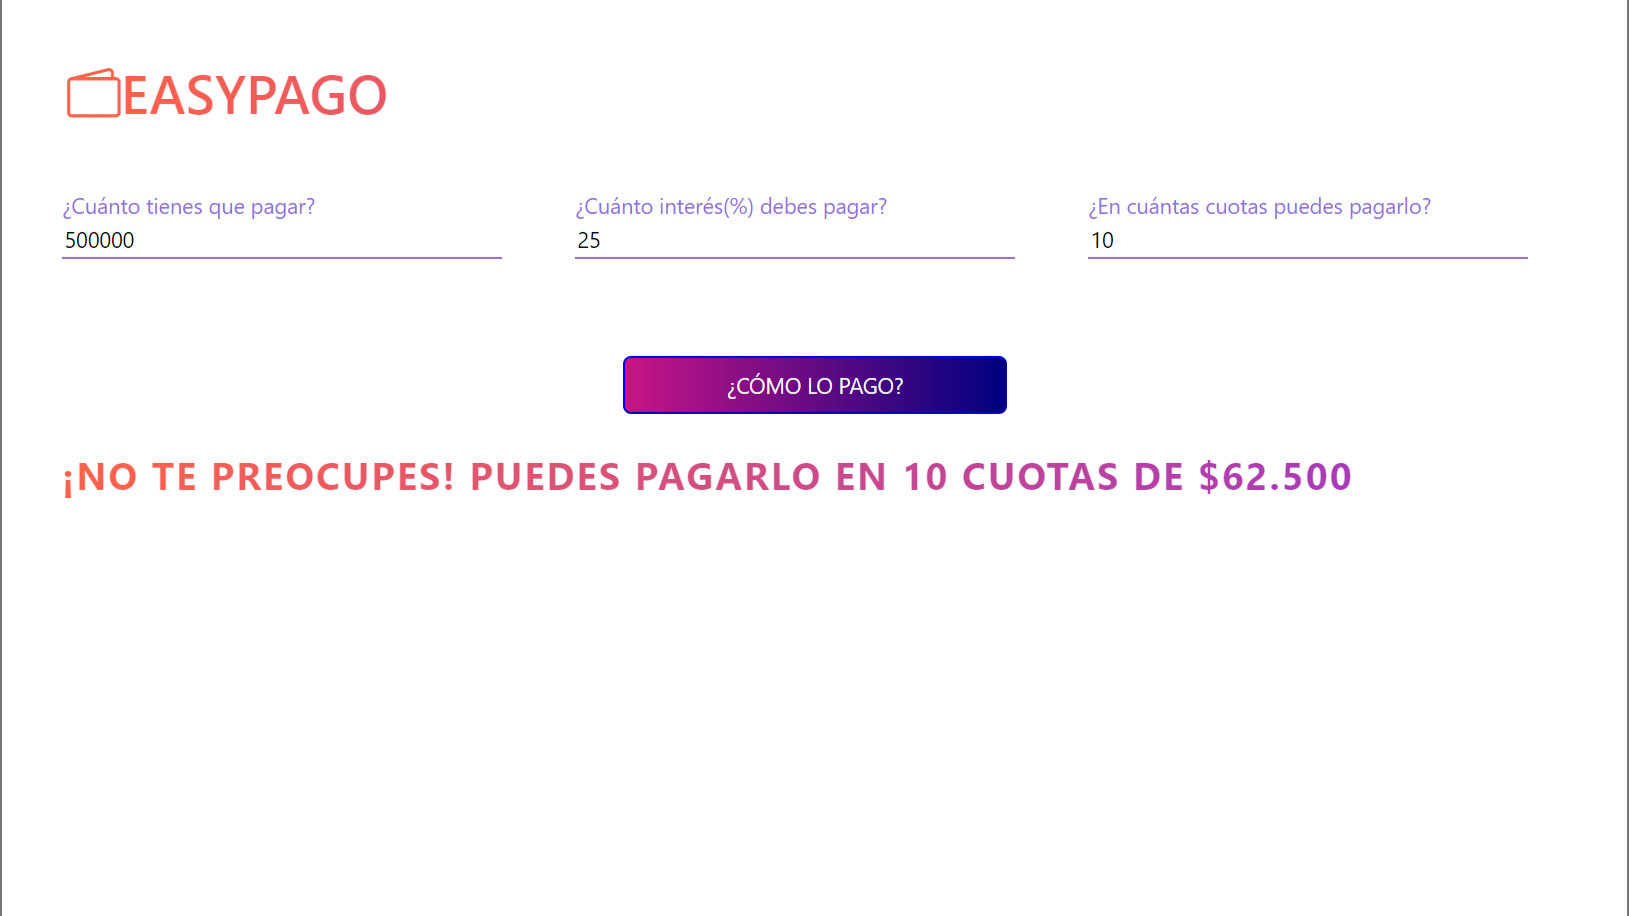 EASYPAGO
¿Cuánto tienes que pagar?
500000
¿Cuánto interés(%) debes pagar?
25
¿En cuántas cuotas puedes pagarlo?
10
¿CÓMO LO PAGO?
¡NO TE PREOCUPES! PUEDES PAGARLO EN 10 CUOTAS DE $62.500